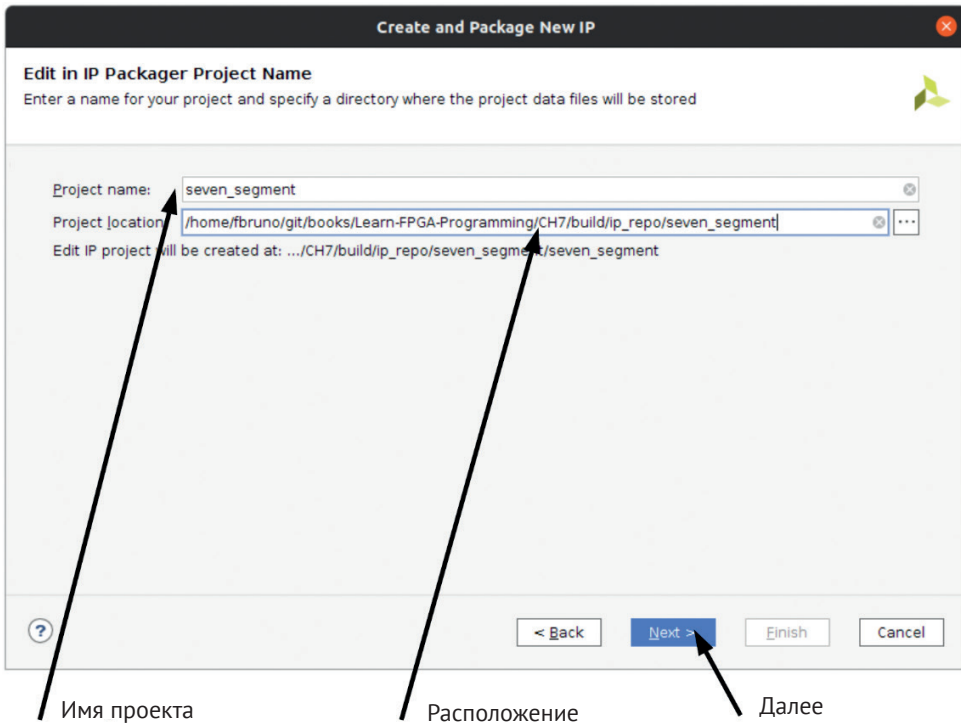 Create and Package New IP
Edit in IP Packager Project Name
Enter a name for your project and specify a directory where the project data files will be stored
Project name: seven_segment
Project location /home/fbruno/git/books/Learn-FPGA-Programming/CH7/build/ip_repo/seven_segment ...
Edit IP project will be created at: .../CH7/build/ip_repo/seven_segment/seven_segment
? < Back Next > Finish Cancel
Имя проекта Расположение Далее